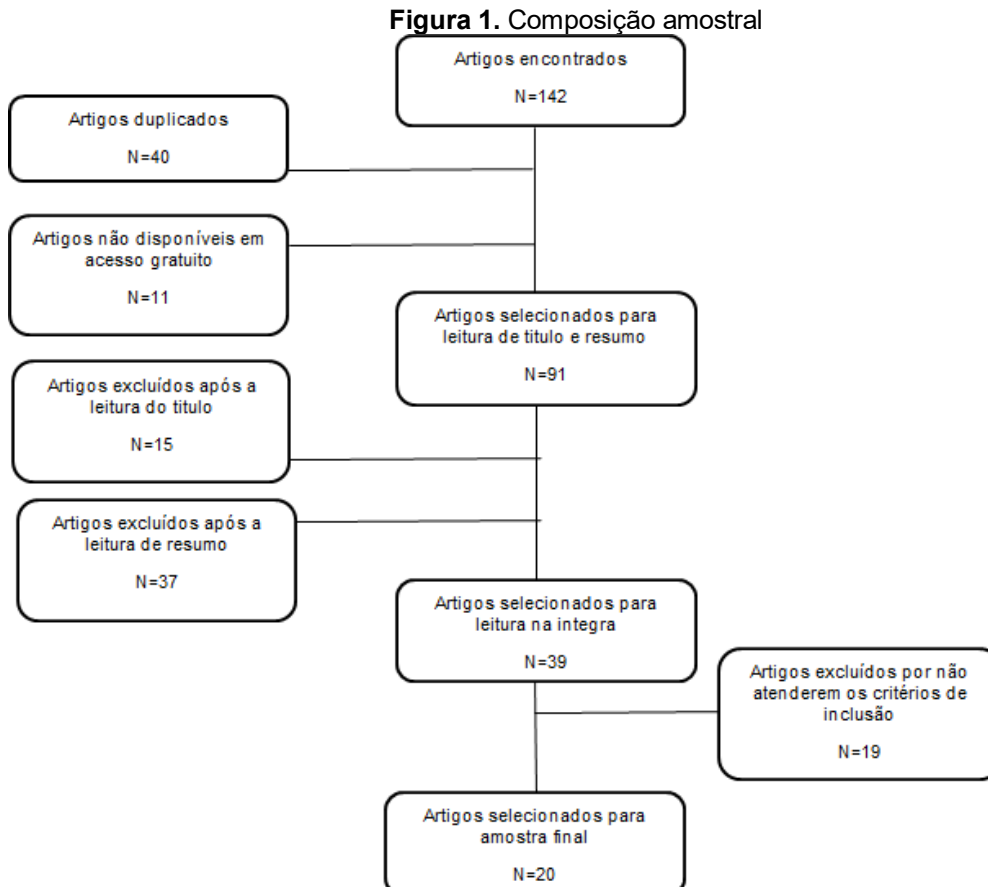 Figura 1. Composição amostral
Artigos encontrados
N=142
Artigos duplicados
N=40
Artigos não disponíveis em
acesso gratuito
N=11
Artigos selecionados para
leitura de titulo e resumo
N=91
Artigos excluídos após a
leitura do titulo
N=15
Artigos excluídos após a
leitura de resumo
N=37
Artigos selecionados para
leitura na integra
N=39
Artigos excluídos por não
atenderem os critérios de
inclusão
N=19
Artigos selecionados para
amostra final
N=20